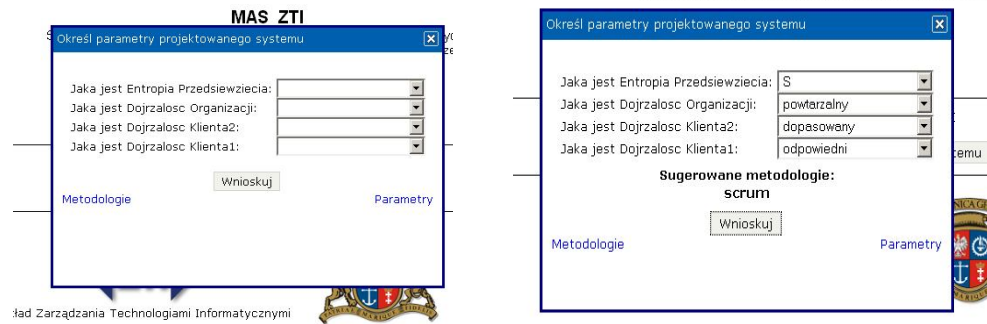 MAS ZTI
Określ parametry projektowanego systemu
Jaka jest Entropia Przedsiewziecia:
Jaka jest Dojrzalosc Organizacji:
Jaka jest Dojrzalosc Klienta2:
Jaka jest Dojrzalosc Klienta1:
Wnioskuj
Metodologie Parametry
Zarządzania Technologiami Informatycznymi
Określ parametry projektowanego systemu
Jaka jest Entropia Przedsiewziecia: S
Jaka jest Dojrzalosc Organizacji: powtarzalny
Jaka jest Dojrzalosc Klienta2: dopasowany
Jaka jest Dojrzalosc Klienta1: odpowiedni
Sugerowane metodologie:
scrum
Wnioskuj
Metodologie Parametry